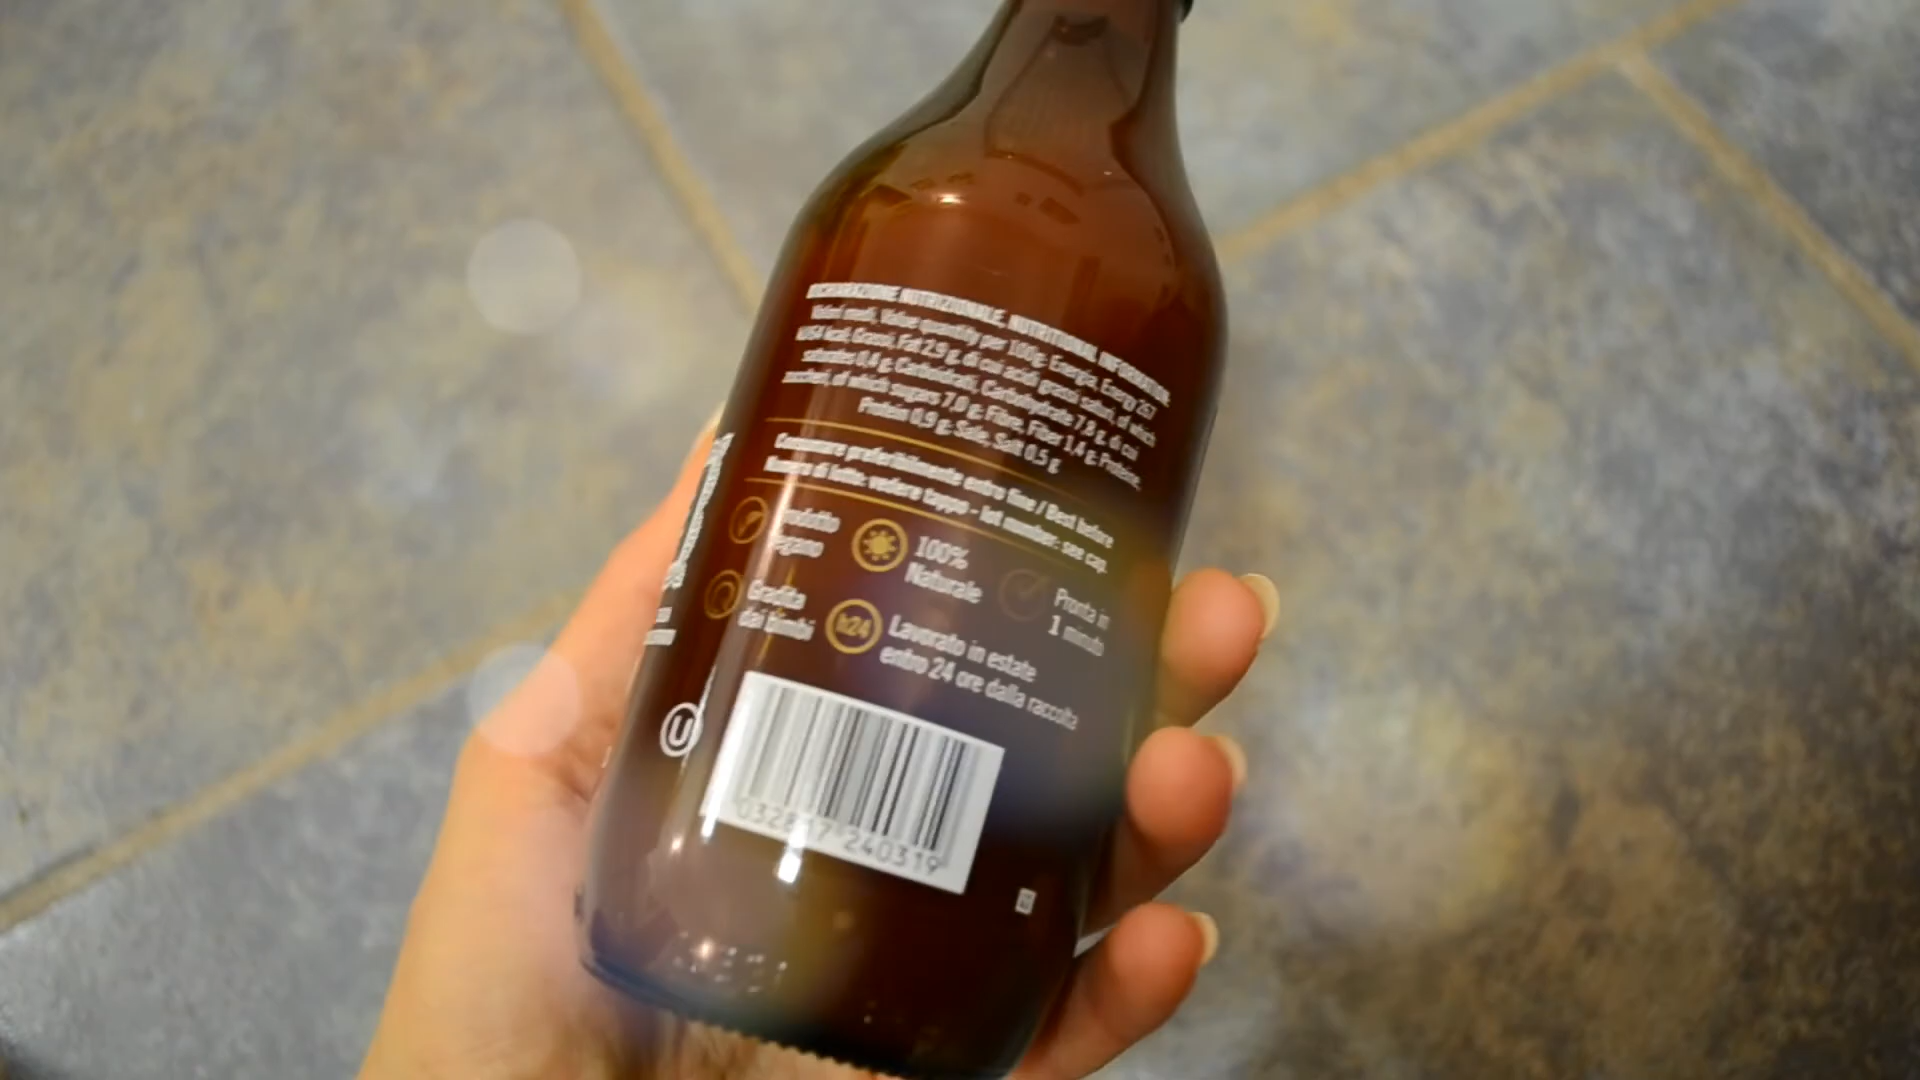 DICHIARAZIONE NUTRIZIONALE, NUTRITIONAL INFORMATION
Valori medi, Value quantity per 100g: Energia, Energy 267
kJ/64 kcal; Grassi, Fat 2,9 g, di cui acidi grassi saturi, of which
saturates 0,4 g; Carboidrati, Carbohydrate 7,8 g, di cui
zuccheri, of which sugars 7,0 g; Fibre, Fiber 1,4 g; Proteine,
Protein 0,9 g; Sale, Salt 0,5 g
Consumare preferibilmente entro fine / Best before
Numero di lotto: vedere tappo - lot number: see cap.
Prodotto
vegano
100%
Naturale
Pronta in
1 minuto
Gradita
dai bimbi
h24
Lavorato in estate
entro 24 ore dalla raccolta
U
032817 240319